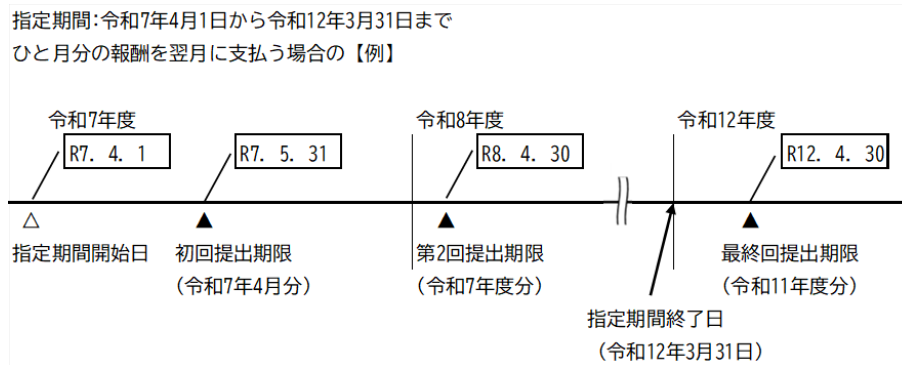 指定期間:令和7年4月1日から令和12年3月31日まで
ひと月分の報酬を翌月に支払う場合の【例】
令和7年度
令和8年度
令和12年度
R7. 4. 1
R7. 5. 31
R8. 4. 30
R12. 4. 30
指定期間開始日
初回提出期限
(令和7年4月分)
第2回提出期限
(令和7年度分)
最終回提出期限
(令和11年度分)
指定期間終了日
(令和12年3月31日)